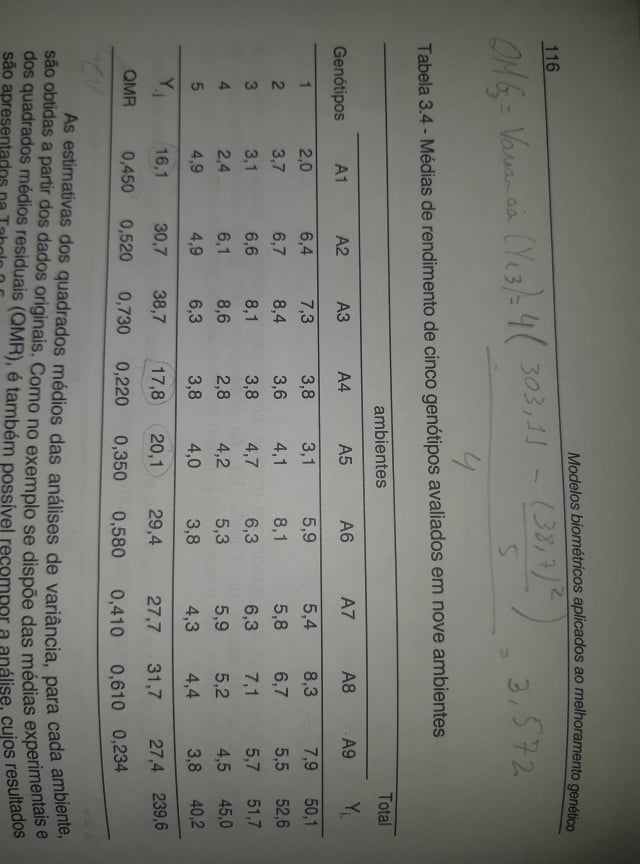 116 Modelos biométricos aplicados ao melhoramento genético
QMG₃ = Variância (Yi3) = 4 ( 303,11 - (38,7)² / 5 ) / 4 = 3,572
Tabela 3.4 - Médias de rendimento de cinco genótipos avaliados em nove ambientes
ambientes Total
Genótipos A1 A2 A3 A4 A5 A6 A7 A8 A9 Yi.
1 2,0 6,4 7,3 3,8 3,1 5,9 5,4 8,3 7,9 50,1
2 3,7 6,7 8,4 3,6 4,1 8,1 5,8 6,7 5,5 52,6
3 3,1 6,6 8,1 3,8 4,7 6,3 6,3 7,1 5,7 51,7
4 2,4 6,1 8,6 2,8 4,2 5,3 5,9 5,2 4,5 45,0
5 4,9 4,9 6,3 3,8 4,0 3,8 4,3 4,4 3,8 40,2
Y.j 16,1 30,7 38,7 17,8 20,1 29,4 27,7 31,7 27,4 239,6
QMR 0,450 0,520 0,730 0,220 0,350 0,580 0,410 0,610 0,234
As estimativas dos quadrados médios das análises de variância, para cada ambiente,
são obtidas a partir dos dados originais. Como no exemplo se dispõe das médias experimentais e
dos quadrados médios residuais (QMR), é também possível recompor a análise, cujos resultados
são apresentados na Tabela 3.5